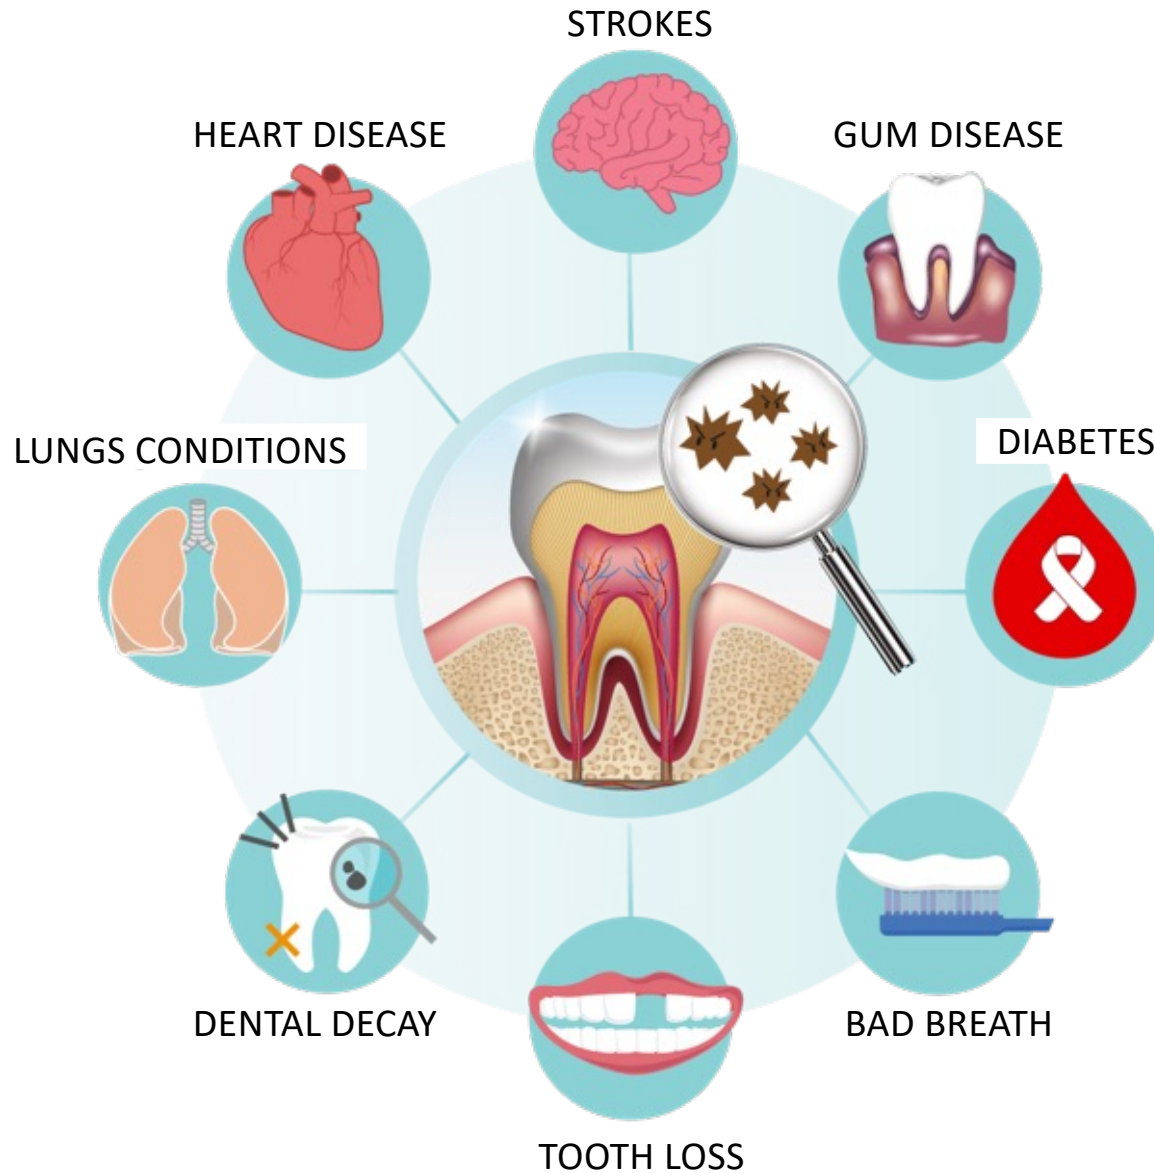 STROKES
HEART DISEASE
GUM DISEASE
LUNGS CONDITIONS
DIABETES
DENTAL DECAY
BAD BREATH
TOOTH LOSS